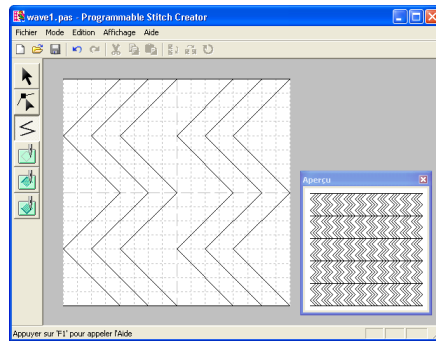 wave1.pas - Programmable Stitch Creator
Fichier Mode Edition Affichage Aide
Aperçu
Appuyer sur 'F1' pour appeler l'Aide